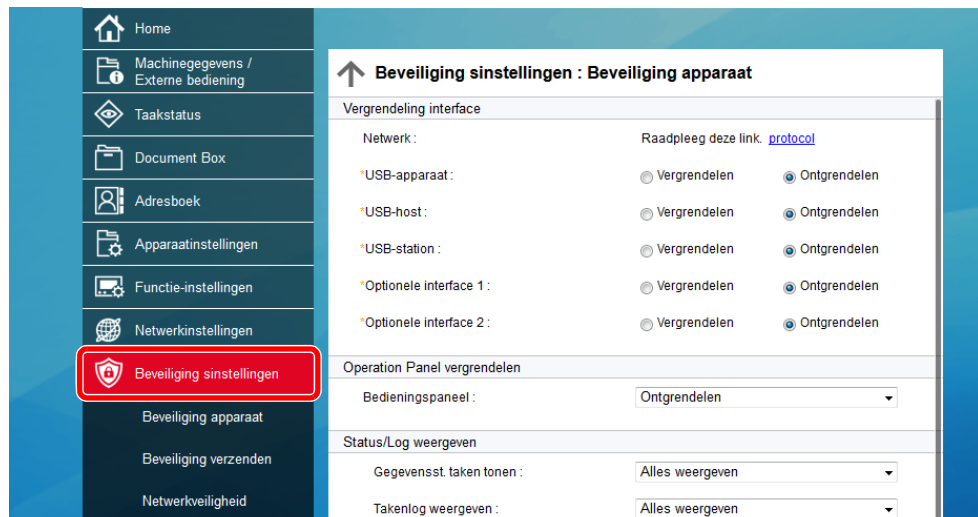 Home
Machinegegevens /
Externe bediening
Taakstatus
Document Box
Adresboek
Apparaatinstellingen
Functie-instellingen
Netwerkinstellingen
Beveiliging sinstellingen
Beveiliging apparaat
Beveiliging verzenden
Netwerkveiligheid
Beveiliging sinstellingen : Beveiliging apparaat
Vergrendeling interface
Netwerk : Raadpleeg deze link. protocol
*USB-apparaat : Vergrendelen Ontgrendelen
*USB-host : Vergrendelen Ontgrendelen
*USB-station : Vergrendelen Ontgrendelen
*Optionele interface 1 : Vergrendelen Ontgrendelen
*Optionele interface 2 : Vergrendelen Ontgrendelen
Operation Panel vergrendelen
Bedieningspaneel : Ontgrendelen
Status/Log weergeven
Gegevensst. taken tonen : Alles weergeven
Takenlog weergeven : Alles weergeven